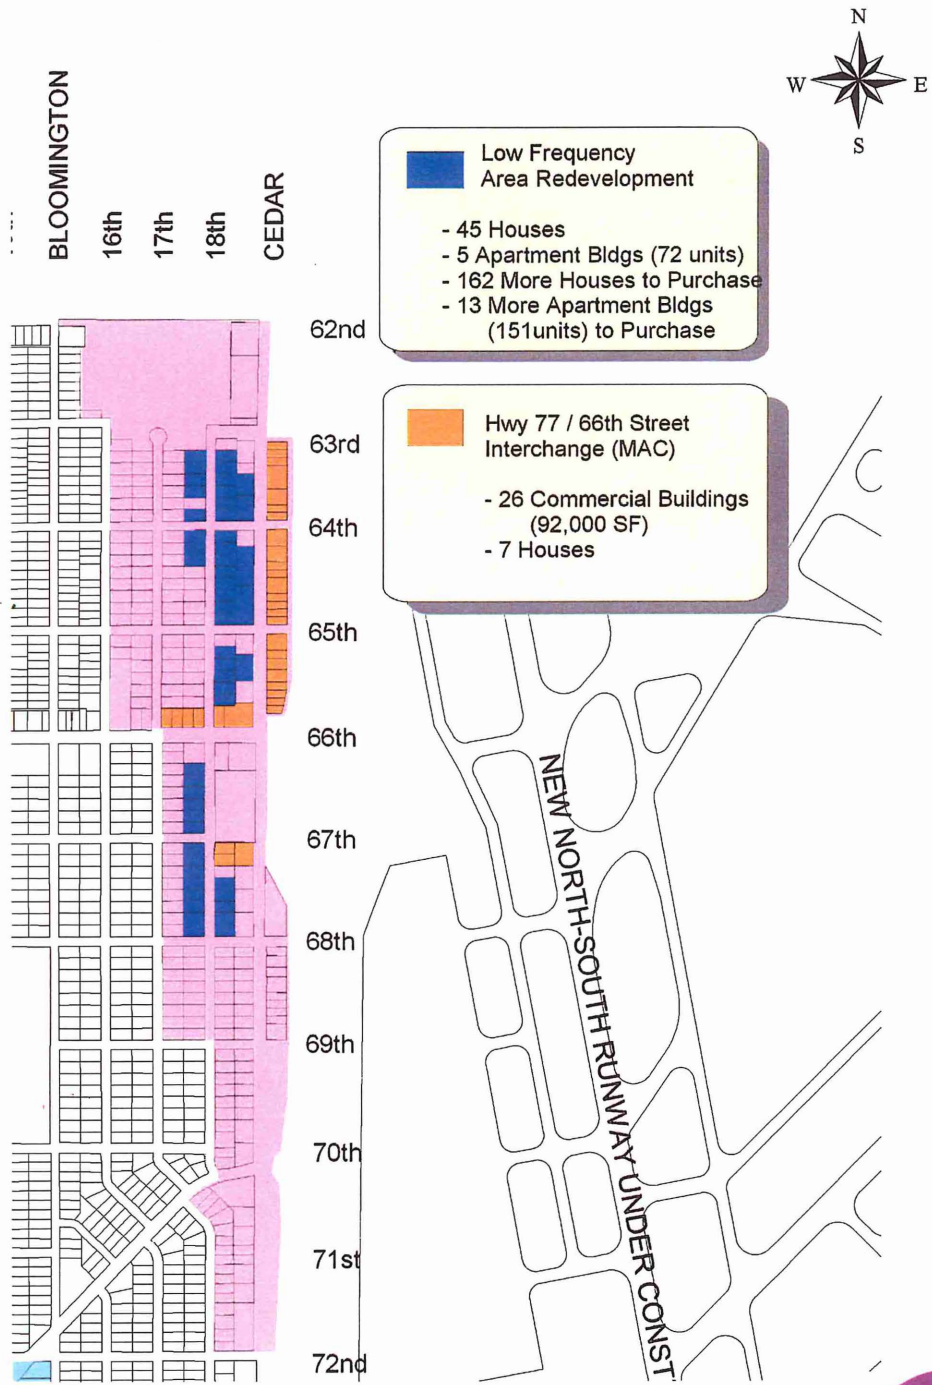 N
W E
S
BLOOMINGTON
16th
17th
18th
CEDAR
Low Frequency
Area Redevelopment
- 45 Houses
- 5 Apartment Bldgs (72 units)
- 162 More Houses to Purchase
- 13 More Apartment Bldgs
(151units) to Purchase
Hwy 77 / 66th Street
Interchange (MAC)
- 26 Commercial Buildings
(92,000 SF)
- 7 Houses
62nd
63rd
64th
65th
66th
67th
68th
69th
70th
71st
72nd
NEW NORTH-SOUTH RUNWAY UNDER CONST